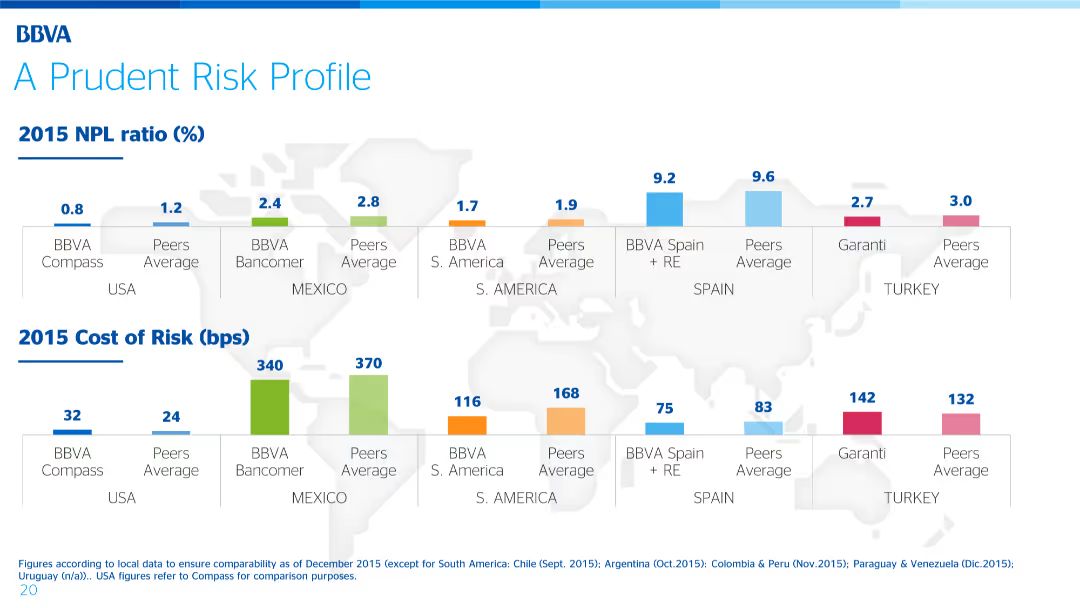 BBVA
A Prudent Risk Profile
2015 NPL ratio (%)
0.8 1.2 2.4 2.8 1.7 1.9 9.2 9.6 2.7 3.0
BBVA Peers BBVA Peers BBVA Peers BBVA Spain Peers Garanti Peers
Compass Average Bancomer Average S. America Average + RE Average Average
USA MEXICO S. AMERICA SPAIN TURKEY
2015 Cost of Risk (bps)
32 24 340 370 116 168 75 83 142 132
BBVA Peers BBVA Peers BBVA Peers BBVA Spain Peers Garanti Peers
Compass Average Bancomer Average S. America Average + RE Average Average
USA MEXICO S. AMERICA SPAIN TURKEY
Figures according to local data to ensure comparability as of December 2015 (except for South America: Chile (Sept. 2015); Argentina (Oct.2015): Colombia & Peru (Nov.2015); Paraguay & Venezuela (Dic.2015);
Uruguay (n/a)).. USA figures refer to Compass for comparison purposes.
20